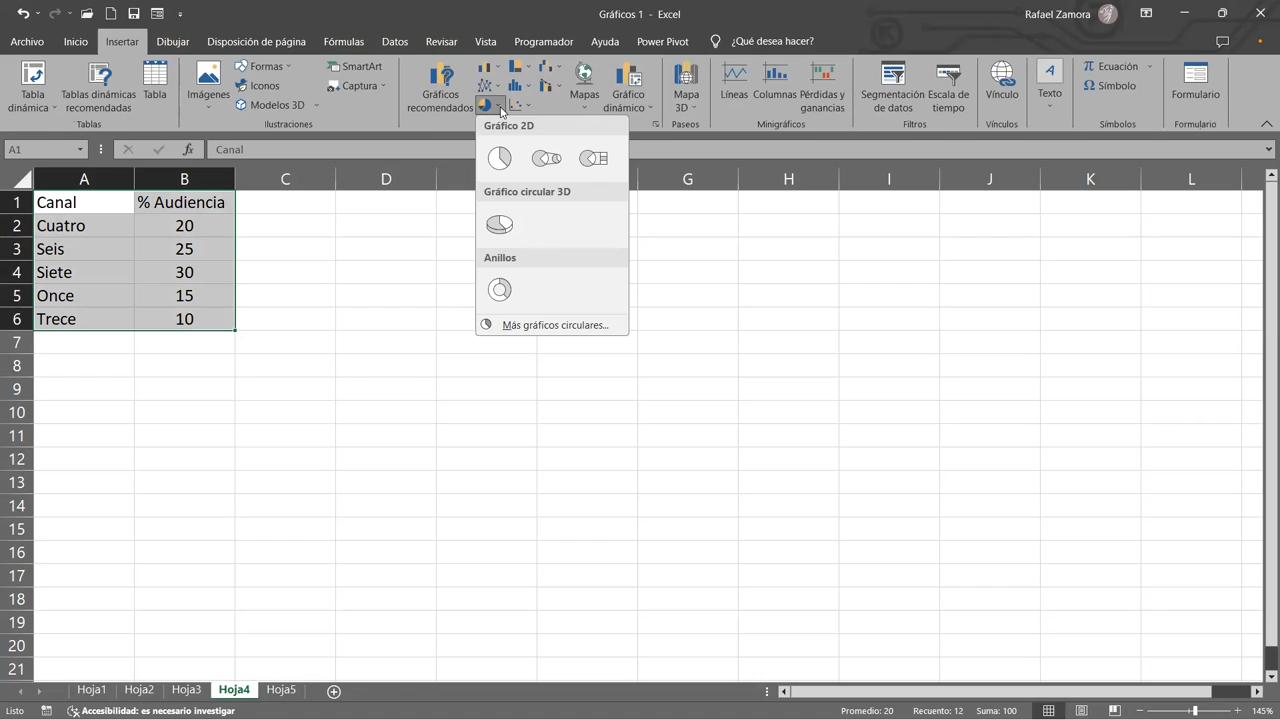 Gráficos 1 - Excel
Rafael Zamora
Archivo Inicio Insertar Dibujar Disposición de página Fórmulas Datos Revisar Vista Programador Ayuda Power Pivot ¿Qué desea hacer?
Tabla dinámica
Tablas dinámicas recomendadas
Tabla
Tablas
Imágenes
Formas
Iconos
Modelos 3D
SmartArt
Captura
Ilustraciones
Gráficos recomendados
Mapas
Gráfico dinámico
Mapa 3D
Paseos
Líneas
Columnas
Pérdidas y ganancias
Minigráficos
Segmentación de datos
Escala de tiempo
Filtros
Vínculo
Vínculos
Texto
Ecuación
Símbolo
Símbolos
Formulario
Formulario
A1 fx Canal
Gráfico 2D
Gráfico circular 3D
Anillos
Más gráficos circulares...
A B C D G H I J K L
1 Canal % Audiencia
2 Cuatro 20
3 Seis 25
4 Siete 30
5 Once 15
6 Trece 10
7
8
9
10
11
12
13
14
15
16
17
18
19
20
21
Hoja1 Hoja2 Hoja3 Hoja4 Hoja5
Listo Accesibilidad: es necesario investigar Promedio: 20 Recuento: 12 Suma: 100 145%